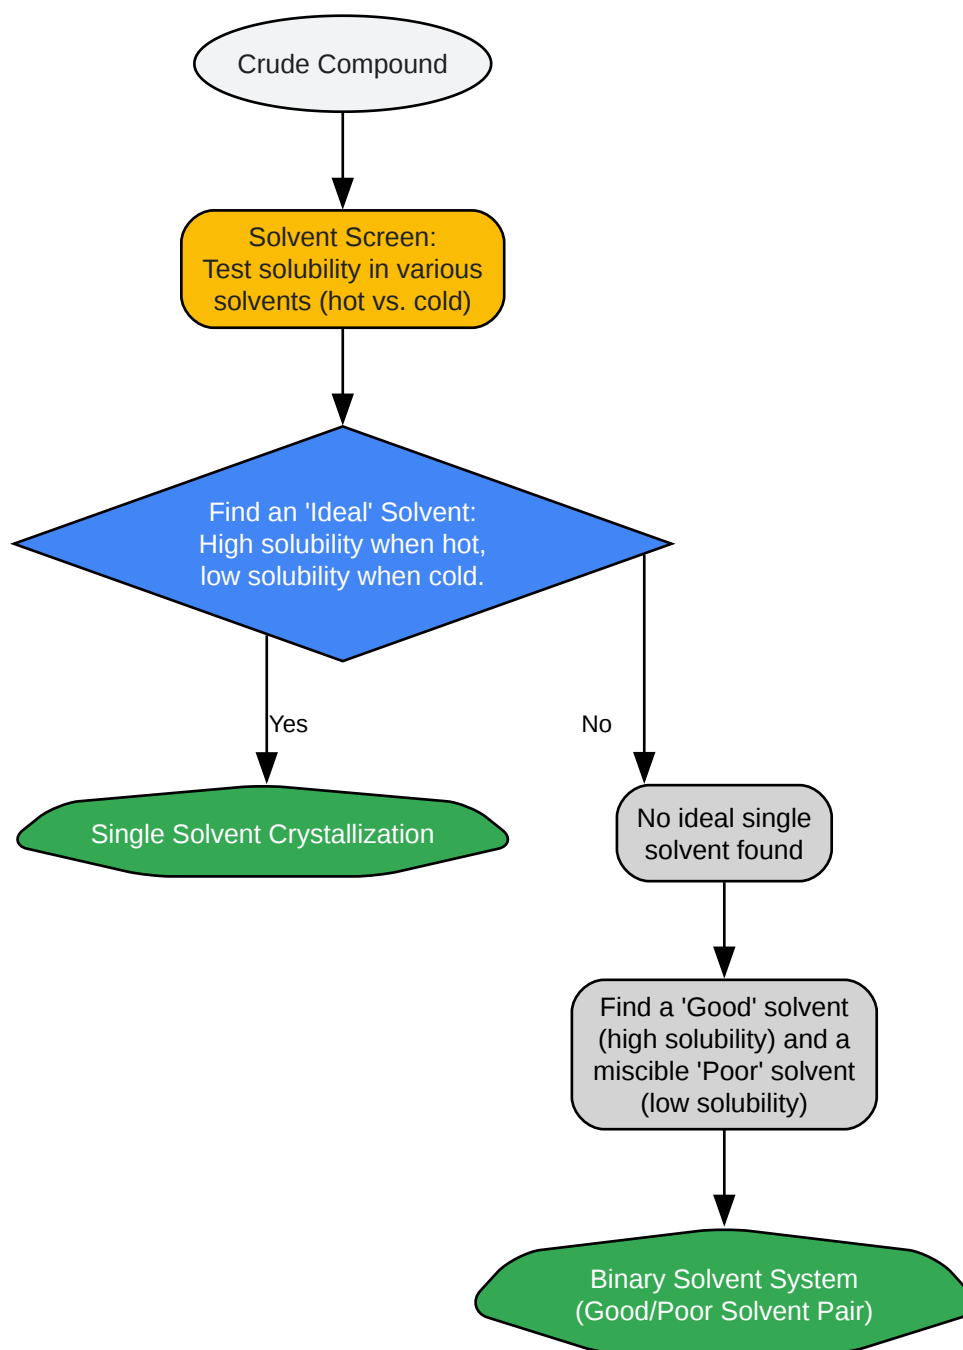 Crude Compound
Solvent Screen:
Test solubility in various
solvents (hot vs. cold)
Find an 'Ideal' Solvent:
High solubility when hot,
low solubility when cold.
Yes
No
Single Solvent Crystallization
No ideal single
solvent found
Find a 'Good' solvent
(high solubility) and a
miscible 'Poor' solvent
(low solubility)
Binary Solvent System
(Good/Poor Solvent Pair)